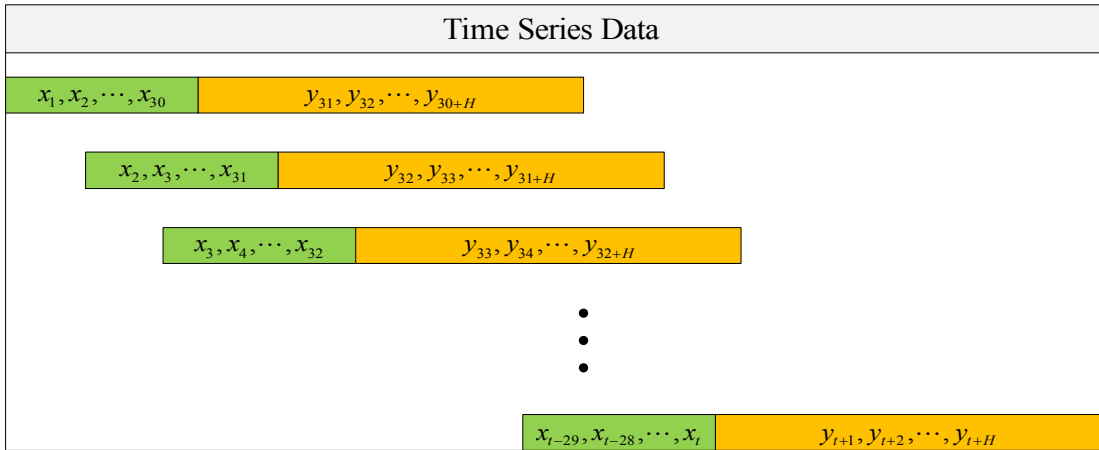 Time Series Data
x₁, x₂, ⋯, x₃₀ y₃₁, y₃₂, ⋯, y₃₀₊H
x₂, x₃, ⋯, x₃₁ y₃₂, y₃₃, ⋯, y₃₁₊H
x₃, x₄, ⋯, x₃₂ y₃₃, y₃₄, ⋯, y₃₂₊H
xₜ₋₂₉, xₜ₋₂₈, ⋯, xₜ yₜ₊₁, yₜ₊₂, ⋯, yₜ₊H